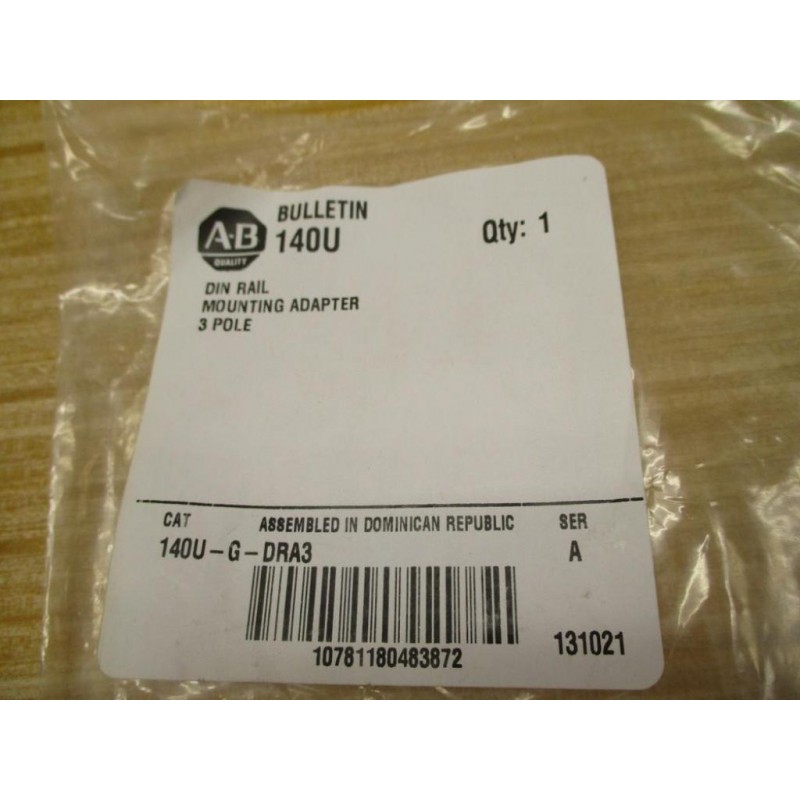 A-B
QUALITY
BULLETIN
140U
Qty: 1
DIN RAIL
MOUNTING ADAPTER
3 POLE
CAT
ASSEMBLED IN DOMINICAN REPUBLIC
SER
140U-G-DRA3
A
10781180483872
131021